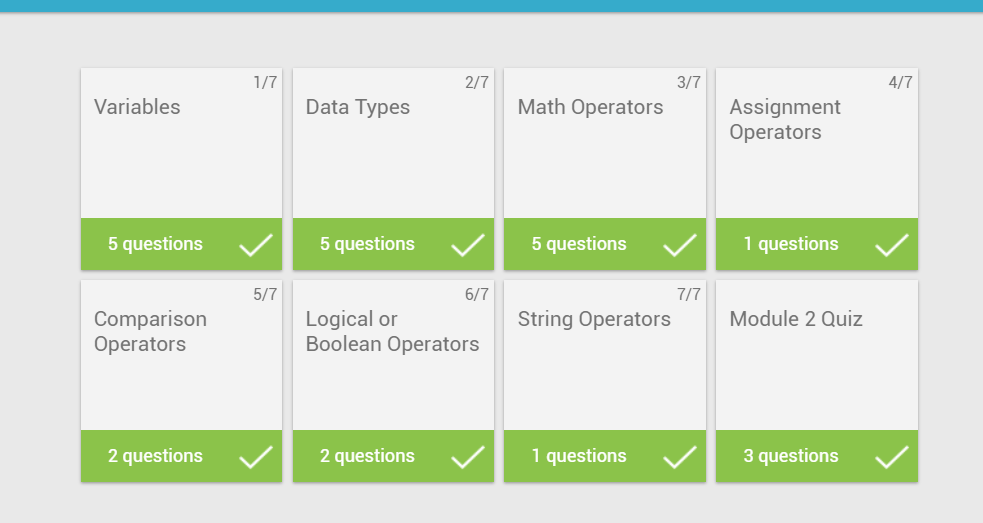 1/7
Variables
5 questions
2/7
Data Types
5 questions
3/7
Math Operators
5 questions
4/7
Assignment
Operators
1 questions
5/7
Comparison
Operators
2 questions
6/7
Logical or
Boolean Operators
2 questions
7/7
String Operators
1 questions
Module 2 Quiz
3 questions